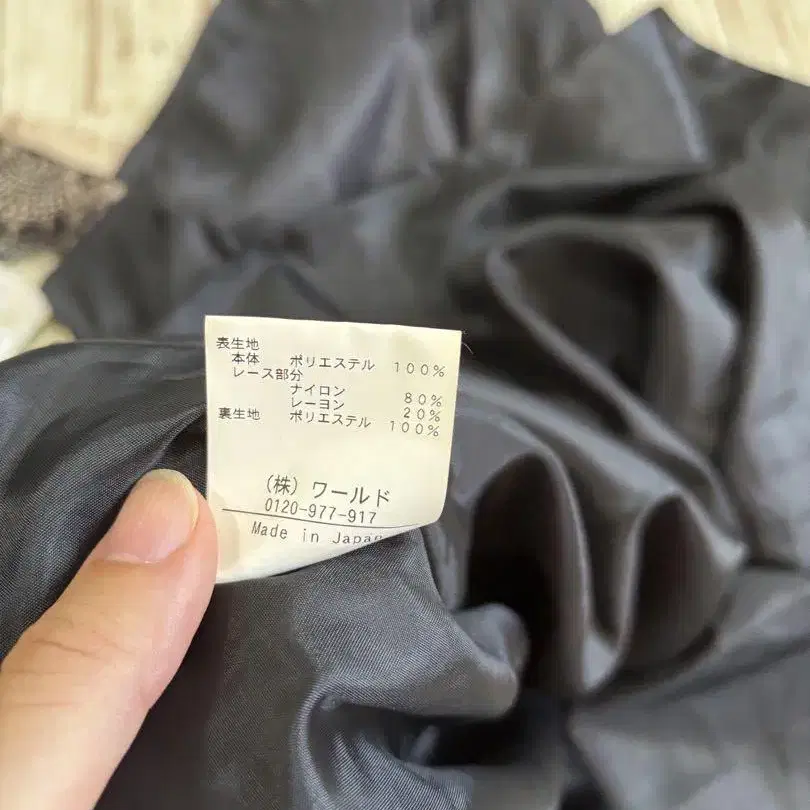 表生地
本体 ポリエステル 100%
レース部分
ナイロン 80%
レーヨン 20%
裏生地 ポリエステル 100%
(株) ワールド
0120-977-917
Made in Japan